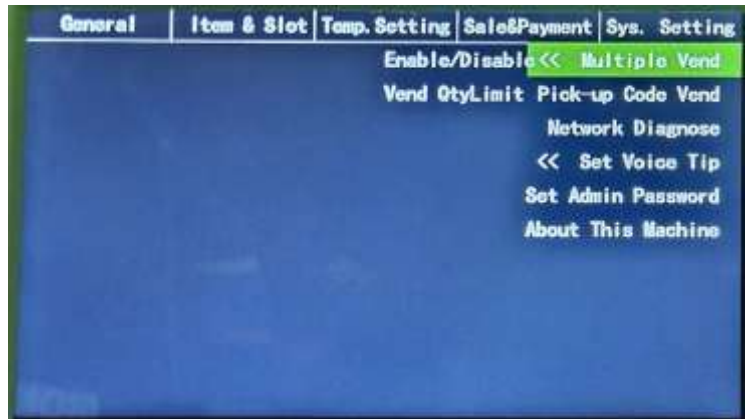 General Item & Slot Temp. Setting Sale&Payment Sys. Setting
Enable/Disable << Multiple Vend
Vend QtyLimit Pick-up Code Vend
Network Diagnose
<< Set Voice Tip
Set Admin Password
About This Machine